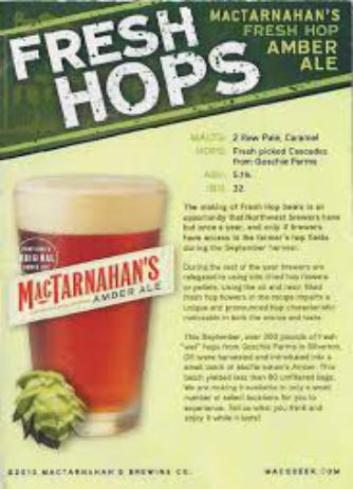 FRESH
HOPS
MACTARNAHAN'S
FRESH HOP
AMBER
ALE
MALTS: 2 Row Pale, Caramel
HOPS: Fresh picked Cascades
from Goschie Farms
ABV: 5.1%
IBU: 32
The making of Fresh Hop beers is an
opportunity that Northwest brewers have
but once a year, and only if brewers
have access to the farmer's hop fields
during the September harvest.
During the rest of the year brewers are
relegated to using kiln dried hop flowers
or pellets. Using the oil and resin filled
fresh hop flowers in the recipe imparts a
unique and pronounced hop characteristic
noticeable in both the aroma and taste.
This September, over 200 pounds of fresh
"wet" hops from Goschie Farms in Silverton,
OR were harvested and introduced into a
small batch of MacTarnahan's Amber. This
batch yielded less than 80 unfiltered kegs.
We are making it available in only a small
number of select locations for you to
experience. Tell us what you think and
enjoy it while it lasts!
ORIGINAL
MACTARNAHAN'S
AMBER ALE
©2010 MACTARNAHAN'S BREWING CO.
MACSBEER.COM